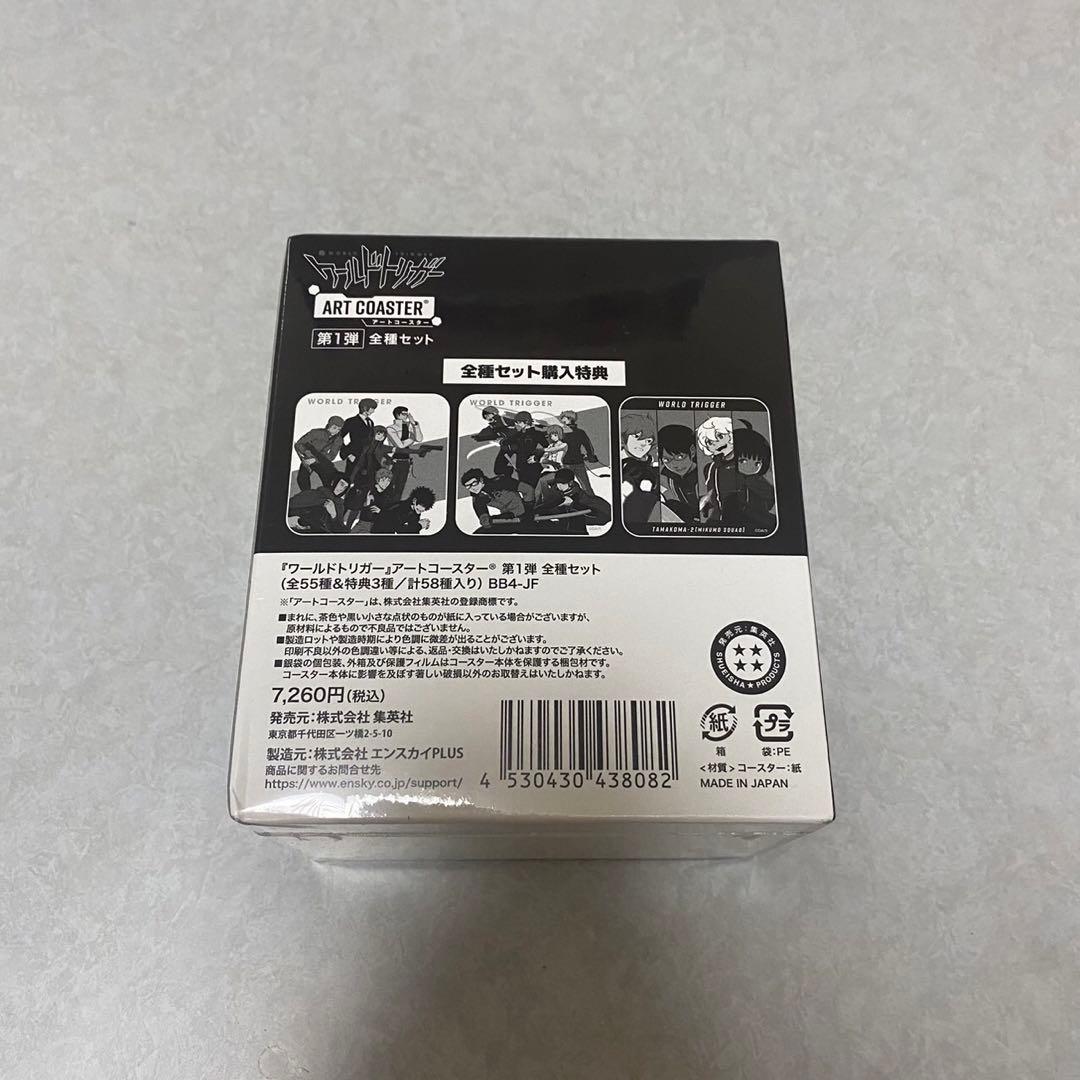 WORLD TRIGGER
ワールドトリガー
ART COASTER®
アートコースター
第1弾 全種セット
全種セット購入特典
WORLD TRIGGER
WORLD TRIGGER
WORLD TRIGGER
TAMAKOMA-2 [MIKUMO SQUAD]
『ワールドトリガー』アートコースター® 第1弾 全種セット
(全55種&特典3種/計58種入り) BB4-JF
※「アートコースター」は、株式会社集英社の登録商標です。
■まれに、茶色や黒い小さな点状のものが紙に入っている場合がございますが、
原材料によるもので不良品ではございません。
■製造ロットや製造時期により色調に微差が出ることがございます。
印刷不良以外の色調違い等による、返品・交換はいたしかねますのでご了承ください。
■銀袋の個包装、外箱及び保護フィルムはコースター本体を保護する梱包材です。
コースター本体に影響を及ぼす著しい破損以外のお取替えはいたしかねます。
7,260円(税込)
発売元:株式会社 集英社
東京都千代田区一ツ橋2-5-10
製造元:株式会社 エンスカイPLUS
商品に関するお問合せ先
https://www.ensky.co.jp/support/
4 530430 438082
発売元:集英社
SHUEISHA★PRODUCTS
紙
箱
プラ
袋:PE
<材質>コースター:紙
MADE IN JAPAN